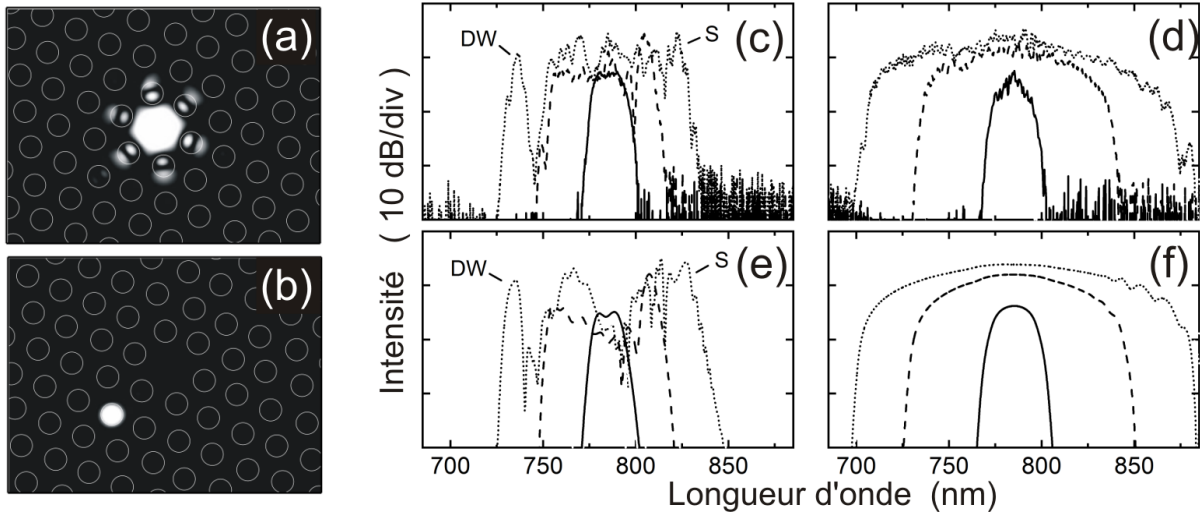 (a)
(b)
Intensité ( 10 dB/div)
DW
S
(c)
(d)
DW
S
(e)
(f)
700 750 800 850
700 750 800 850
Longueur d'onde (nm)